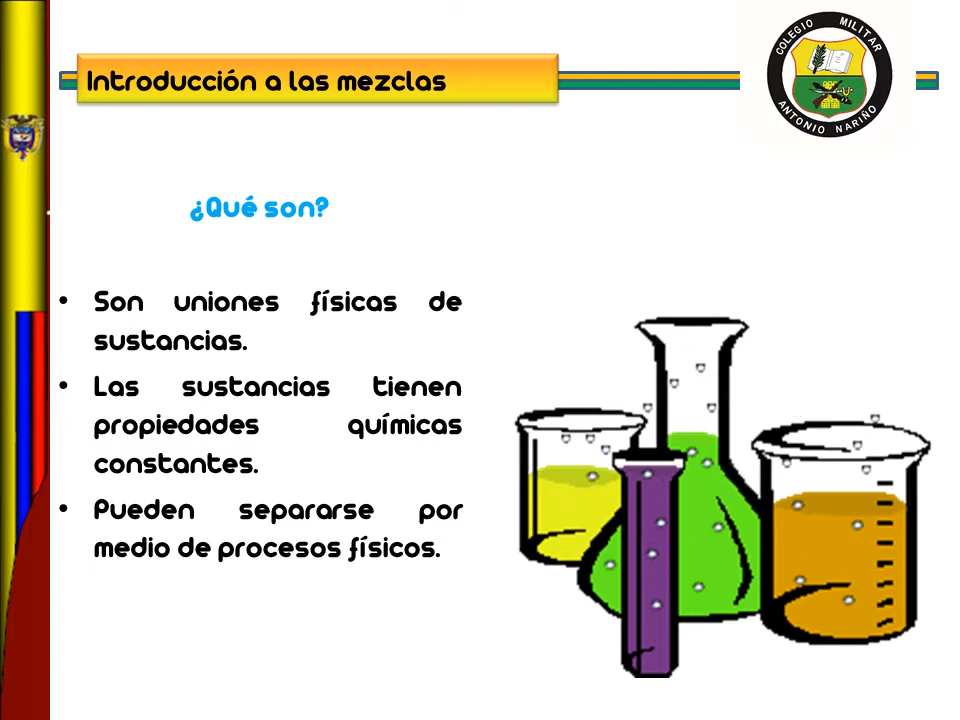 Introducción a las mezclas
COLEGIO MILITAR
ANTONIO NARIÑO
¿Qué son?
• Son uniones físicas de
sustancias.
• Las sustancias tienen
propiedades químicas
constantes.
• Pueden separarse por
medio de procesos físicos.